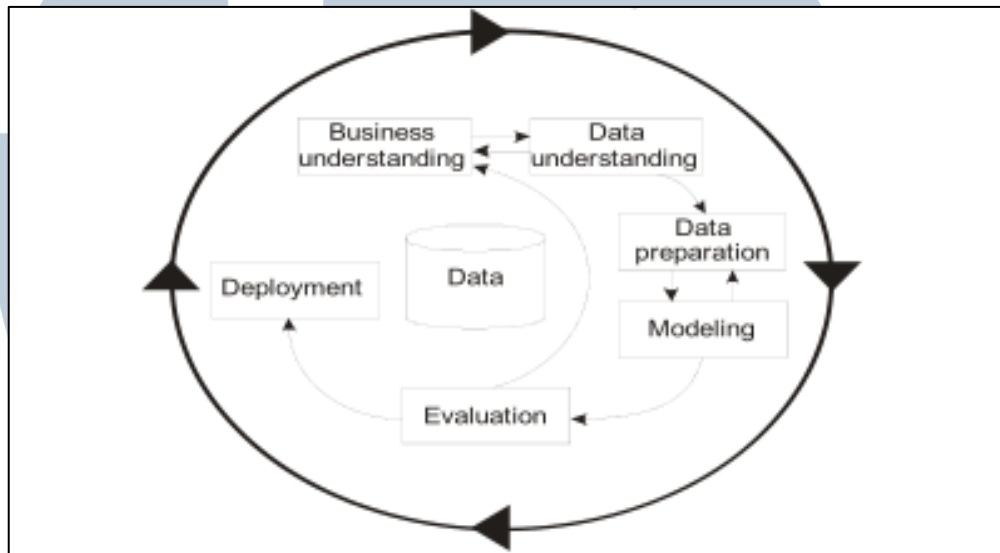 Business
understanding
Data
understanding
Data
preparation
Data
Deployment
Modeling
Evaluation